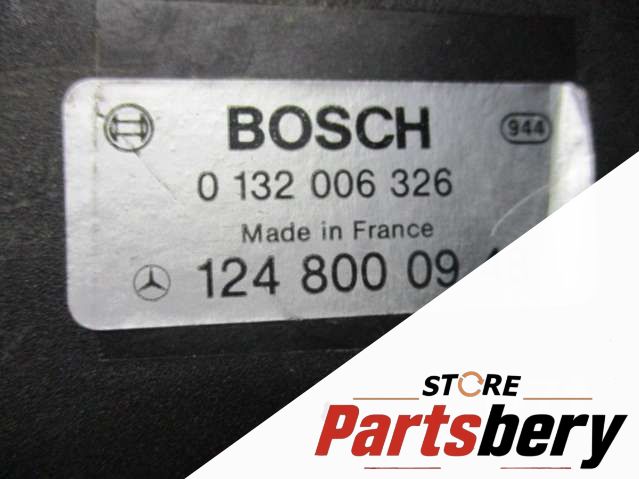 BOSCH
944
0 132 006 326
Made in France
124 800 09
STORE
Partsbery